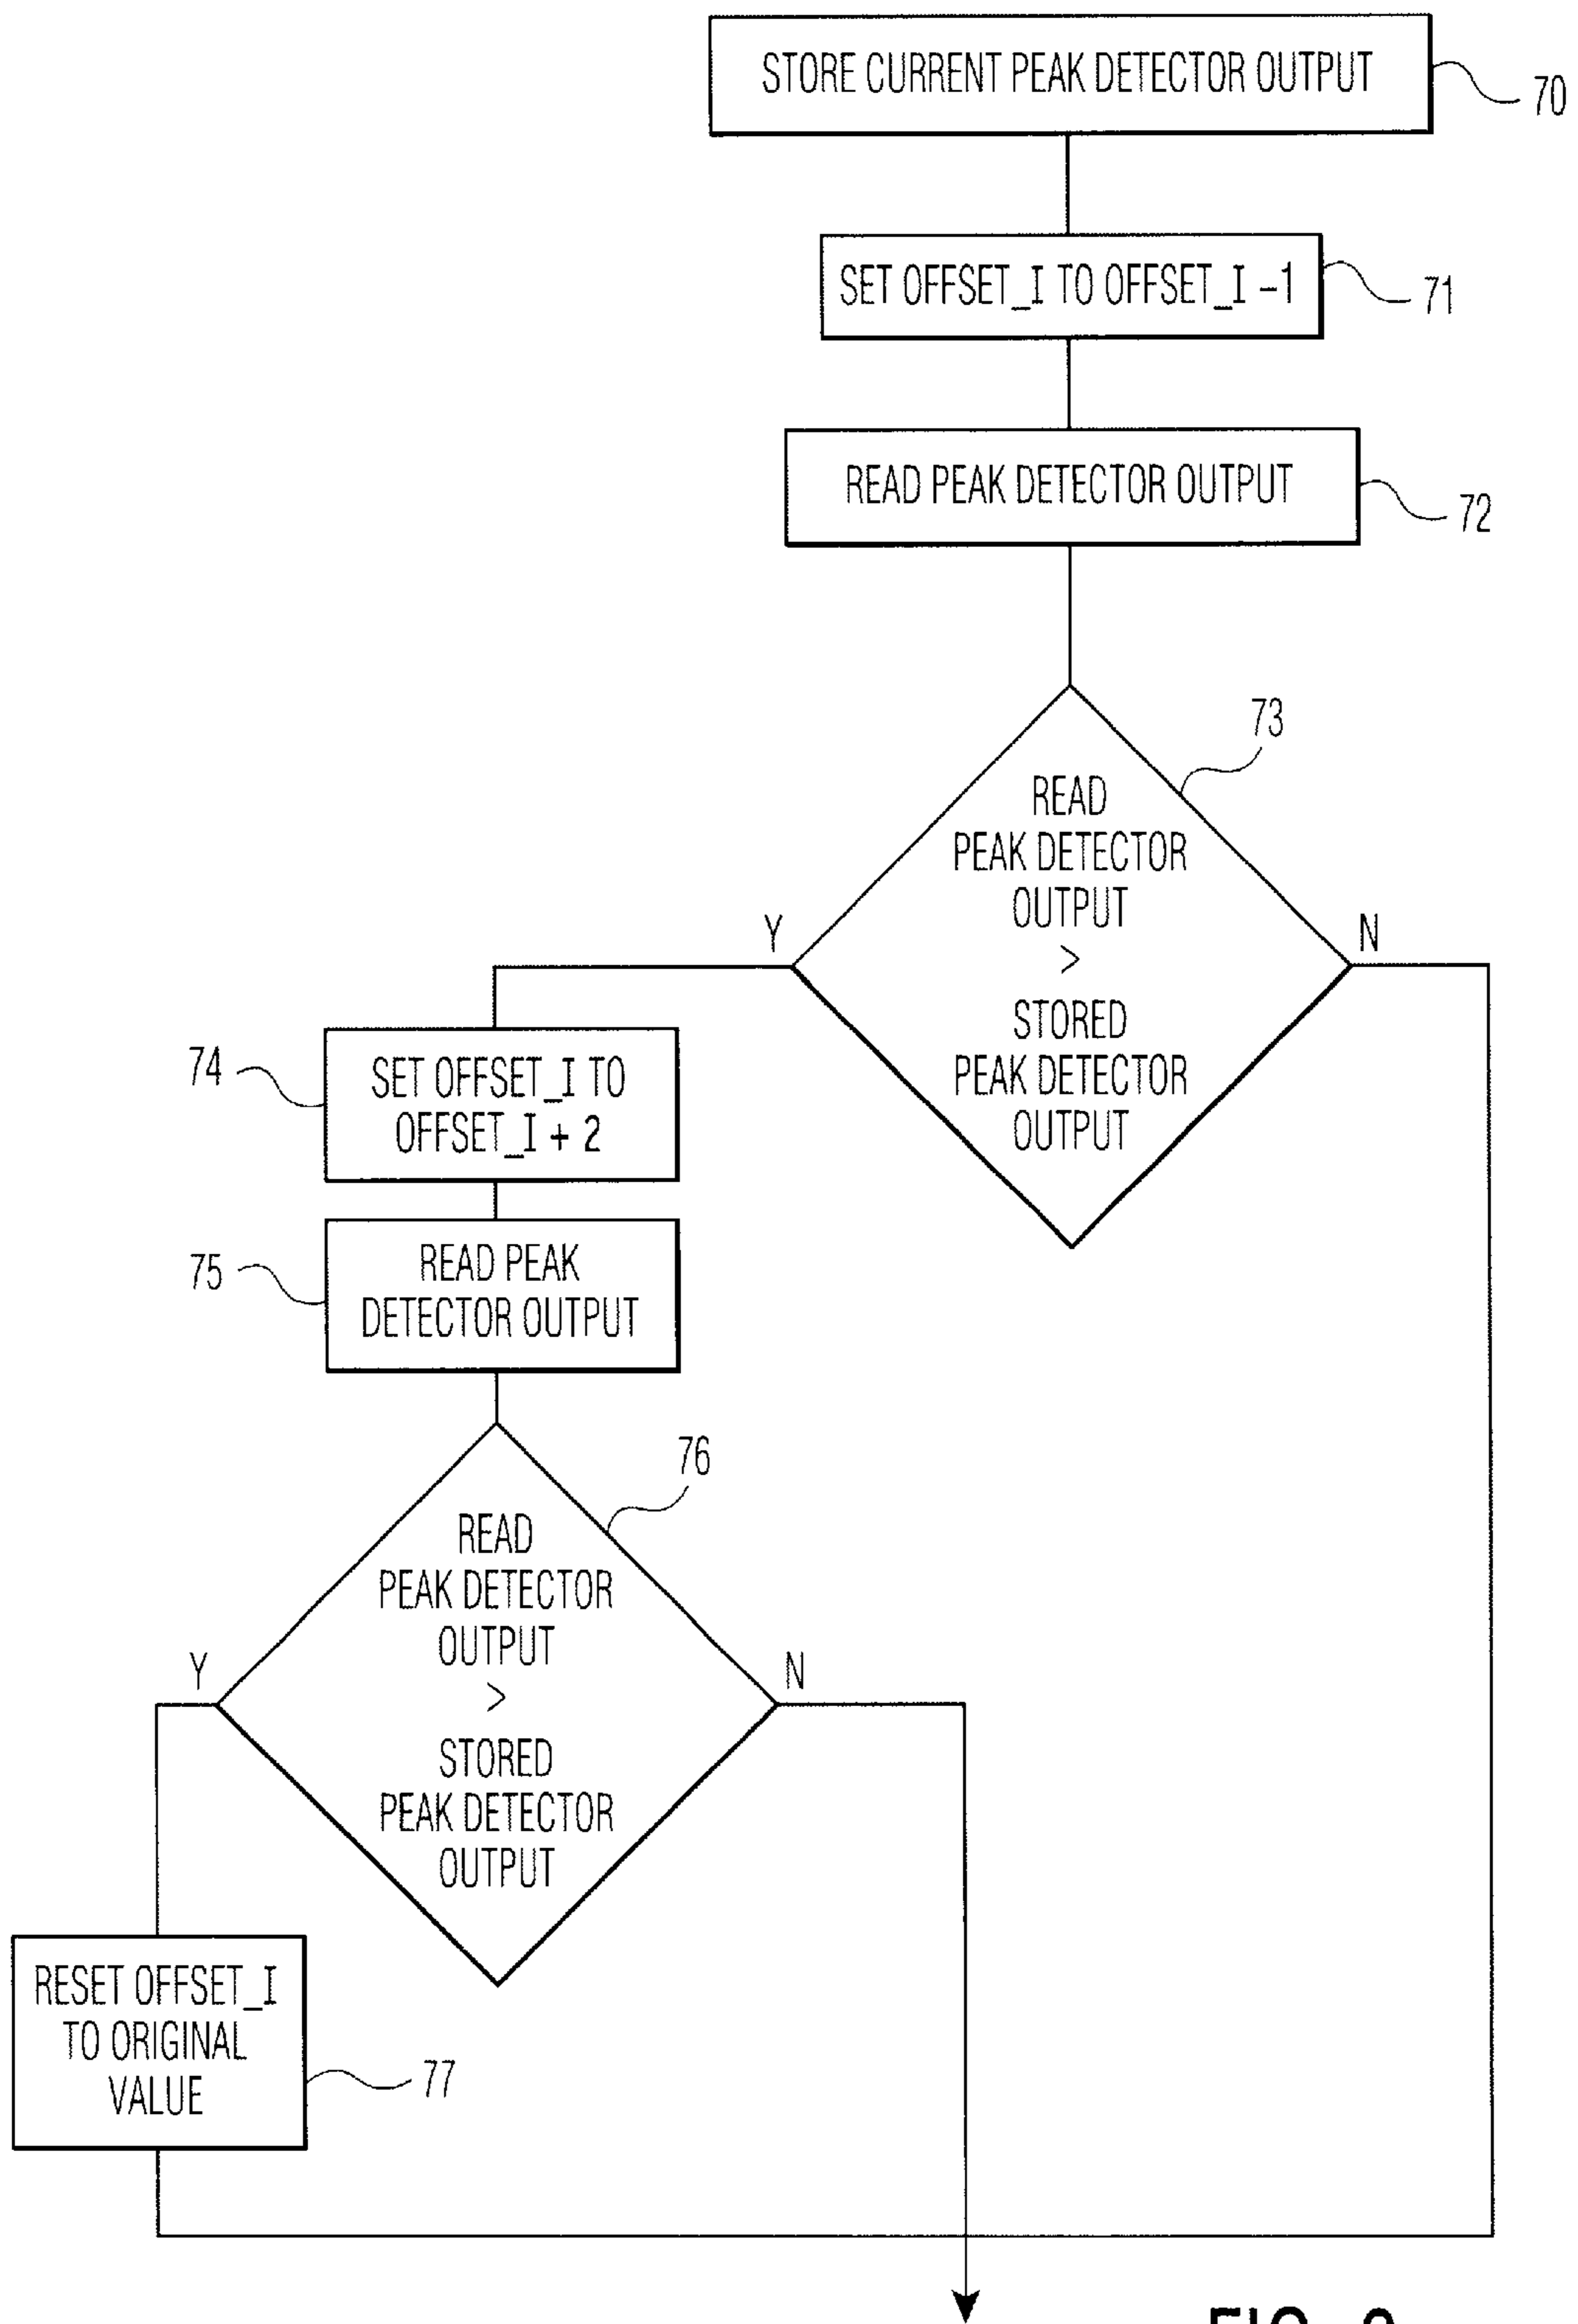 STORE CURRENT PEAK DETECTOR OUTPUT
70
SET OFFSET_I TO OFFSET_I -1
71
READ PEAK DETECTOR OUTPUT
72
73
READ
PEAK DETECTOR
OUTPUT
>
STORED
PEAK DETECTOR
OUTPUT
Y
N
74
SET OFFSET_I TO
OFFSET_I + 2
75
READ PEAK
DETECTOR OUTPUT
76
READ
PEAK DETECTOR
OUTPUT
>
STORED
PEAK DETECTOR
OUTPUT
Y
N
RESET OFFSET_I
TO ORIGINAL
VALUE
77
FIG.